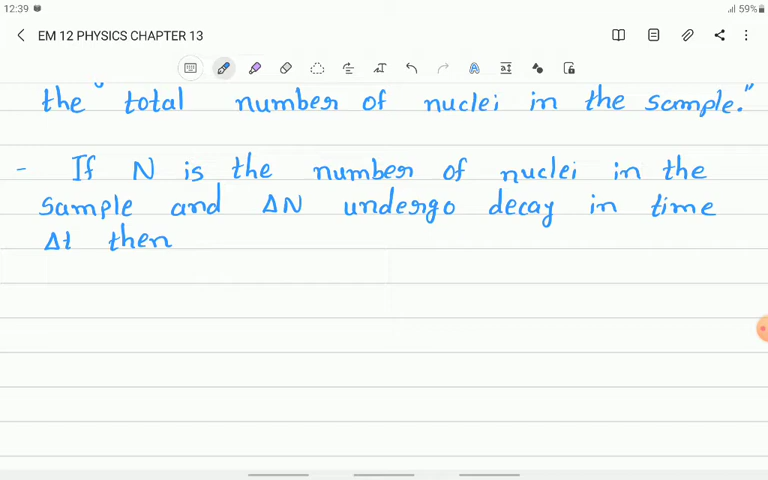 12:39
59%
EM 12 PHYSICS CHAPTER 13
the total number of nuclei in the sample."
- If N is the number of nuclei in the
sample and ΔN undergo decay in time
Δt then